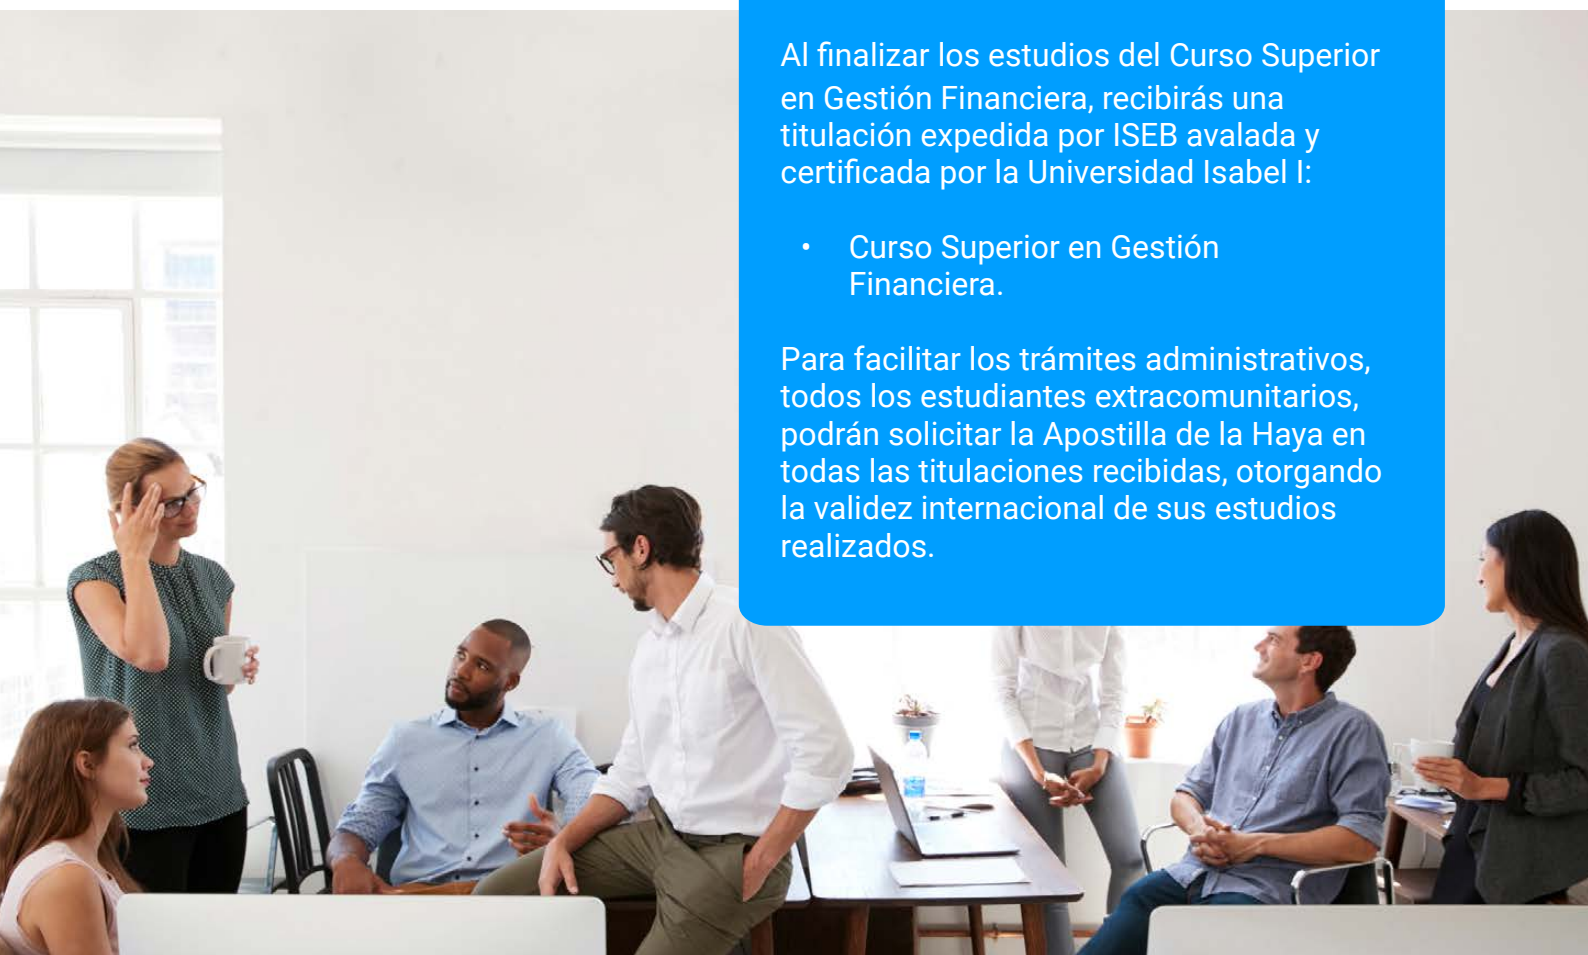 Al finalizar los estudios del Curso Superior
en Gestión Financiera, recibirás una
titulación expedida por ISEB avalada y
certificada por la Universidad Isabel I:
• Curso Superior en Gestión
Financiera.
Para facilitar los trámites administrativos,
todos los estudiantes extracomunitarios,
podrán solicitar la Apostilla de la Haya en
todas las titulaciones recibidas, otorgando
la validez internacional de sus estudios
realizados.